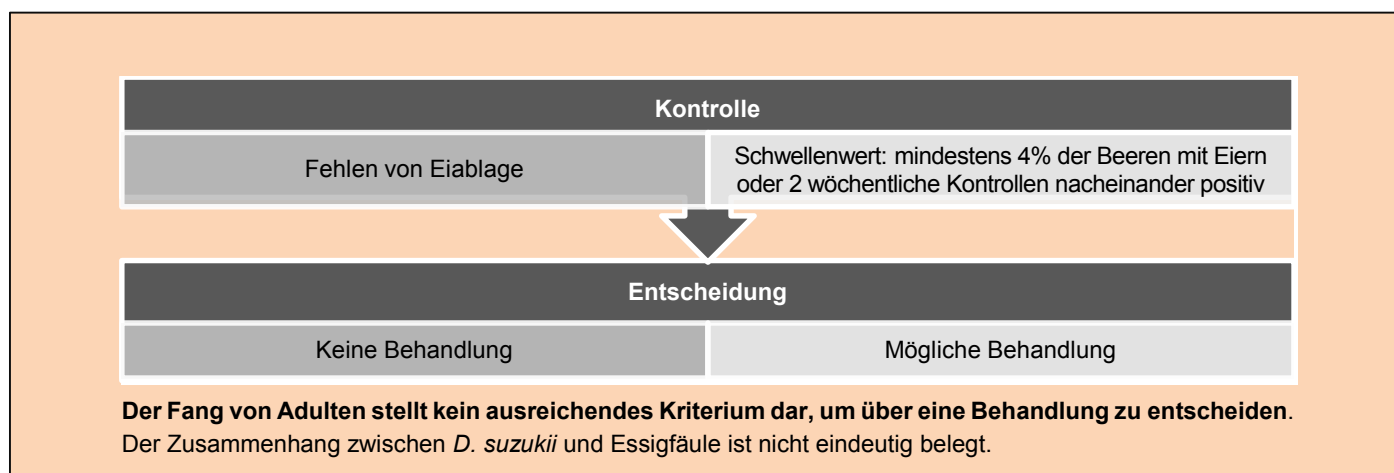 Kontrolle
Fehlen von Eiablage
Schwellenwert: mindestens 4% der Beeren mit Eiern
oder 2 wöchentliche Kontrollen nacheinander positiv
Entscheidung
Keine Behandlung
Mögliche Behandlung
Der Fang von Adulten stellt kein ausreichendes Kriterium dar, um über eine Behandlung zu entscheiden.
Der Zusammenhang zwischen D. suzukii und Essigfäule ist nicht eindeutig belegt.